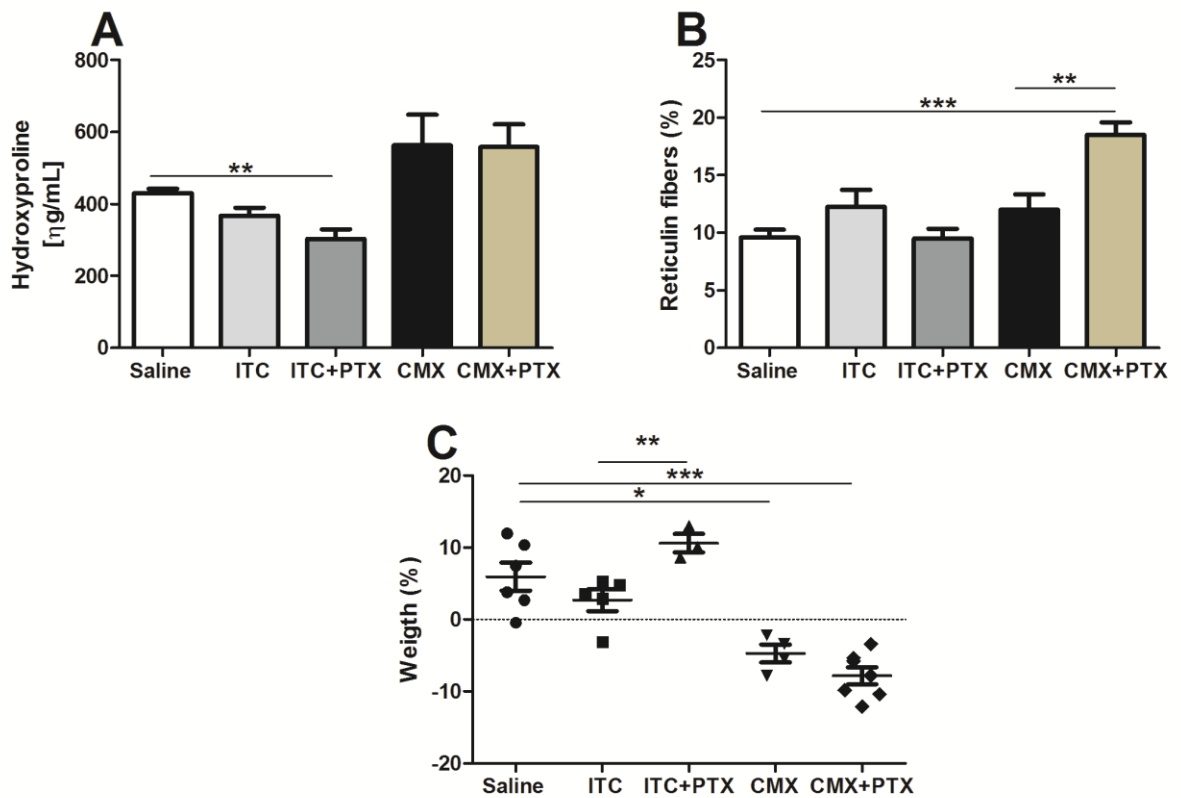 A
Hydroxyproline
[ηg/mL]
800
600
400
200
0
**
Saline ITC ITC+PTX CMX CMX+PTX
B
Reticulin fibers (%)
25
20
15
10
5
0
**
***
Saline ITC ITC+PTX CMX CMX+PTX
C
Weigth (%)
20
10
0
-10
-20
**
***
*
Saline ITC ITC+PTX CMX CMX+PTX